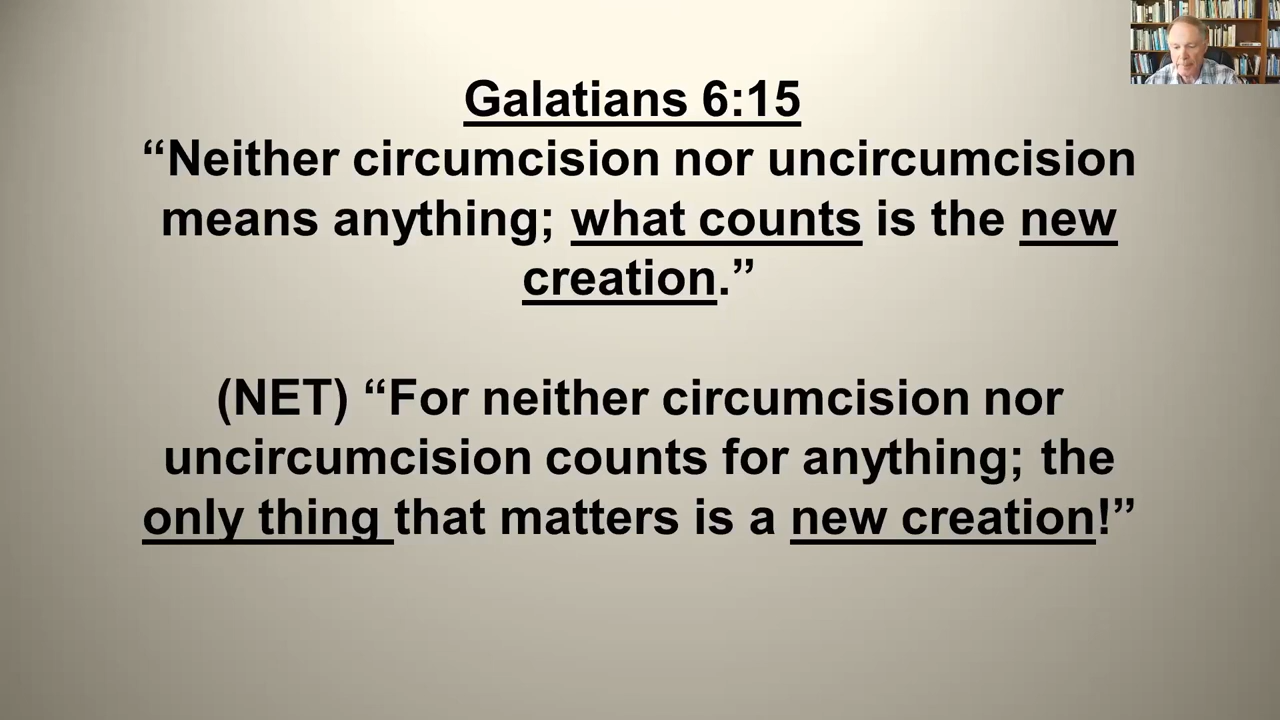 Galatians 6:15
“Neither circumcision nor uncircumcision
means anything; what counts is the new
creation.”
(NET) “For neither circumcision nor
uncircumcision counts for anything; the
only thing that matters is a new creation!”